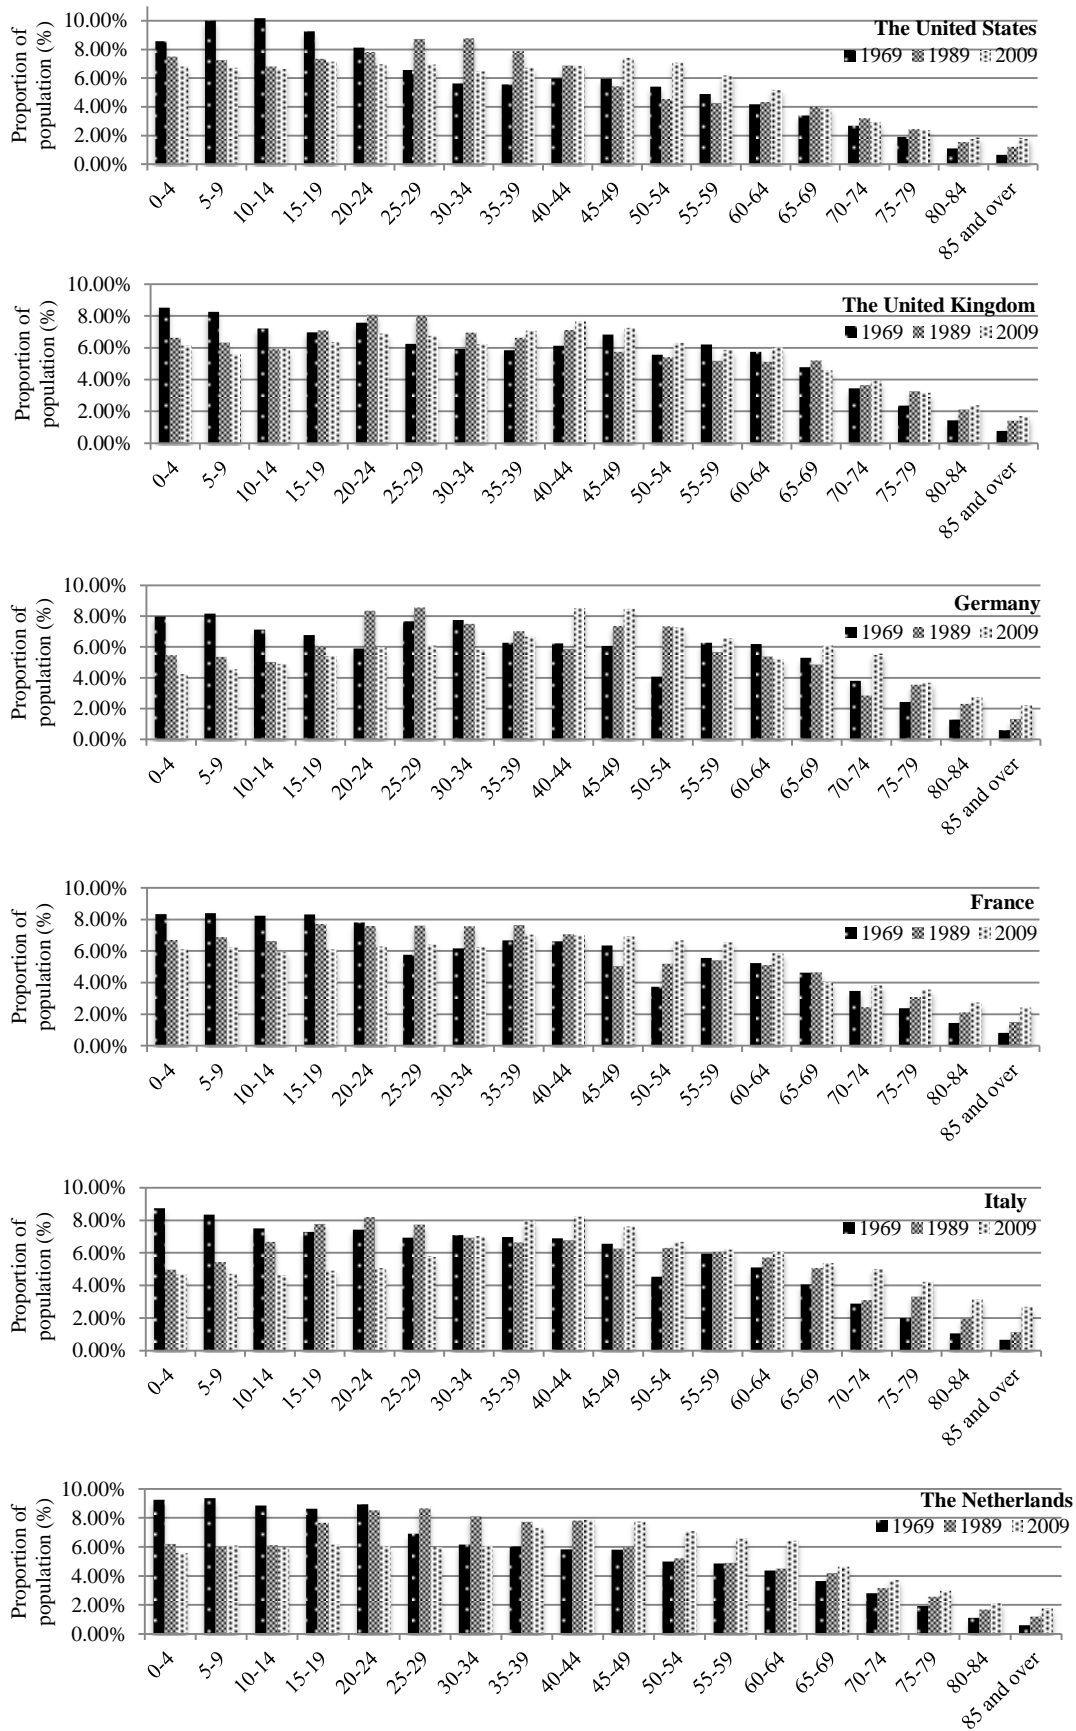 Proportion of
population (%)
10.00%
8.00%
6.00%
4.00%
2.00%
0.00%
The United States
1969 1989 2009
0-4 5-9 10-14 15-19 20-24 25-29 30-34 35-39 40-44 45-49 50-54 55-59 60-64 65-69 70-74 75-79 80-84 85 and over
Proportion of
population (%)
10.00%
8.00%
6.00%
4.00%
2.00%
0.00%
The United Kingdom
1969 1989 2009
0-4 5-9 10-14 15-19 20-24 25-29 30-34 35-39 40-44 45-49 50-54 55-59 60-64 65-69 70-74 75-79 80-84 85 and over
Proportion of
population (%)
10.00%
8.00%
6.00%
4.00%
2.00%
0.00%
Germany
1969 1989 2009
0-4 5-9 10-14 15-19 20-24 25-29 30-34 35-39 40-44 45-49 50-54 55-59 60-64 65-69 70-74 75-79 80-84 85 and over
Proportion of
population (%)
10.00%
8.00%
6.00%
4.00%
2.00%
0.00%
France
1969 1989 2009
0-4 5-9 10-14 15-19 20-24 25-29 30-34 35-39 40-44 45-49 50-54 55-59 60-64 65-69 70-74 75-79 80-84 85 and over
Proportion of
population (%)
10.00%
8.00%
6.00%
4.00%
2.00%
0.00%
Italy
1969 1989 2009
0-4 5-9 10-14 15-19 20-24 25-29 30-34 35-39 40-44 45-49 50-54 55-59 60-64 65-69 70-74 75-79 80-84 85 and over
Proportion of
population (%)
10.00%
8.00%
6.00%
4.00%
2.00%
0.00%
The Netherlands
1969 1989 2009
0-4 5-9 10-14 15-19 20-24 25-29 30-34 35-39 40-44 45-49 50-54 55-59 60-64 65-69 70-74 75-79 80-84 85 and over